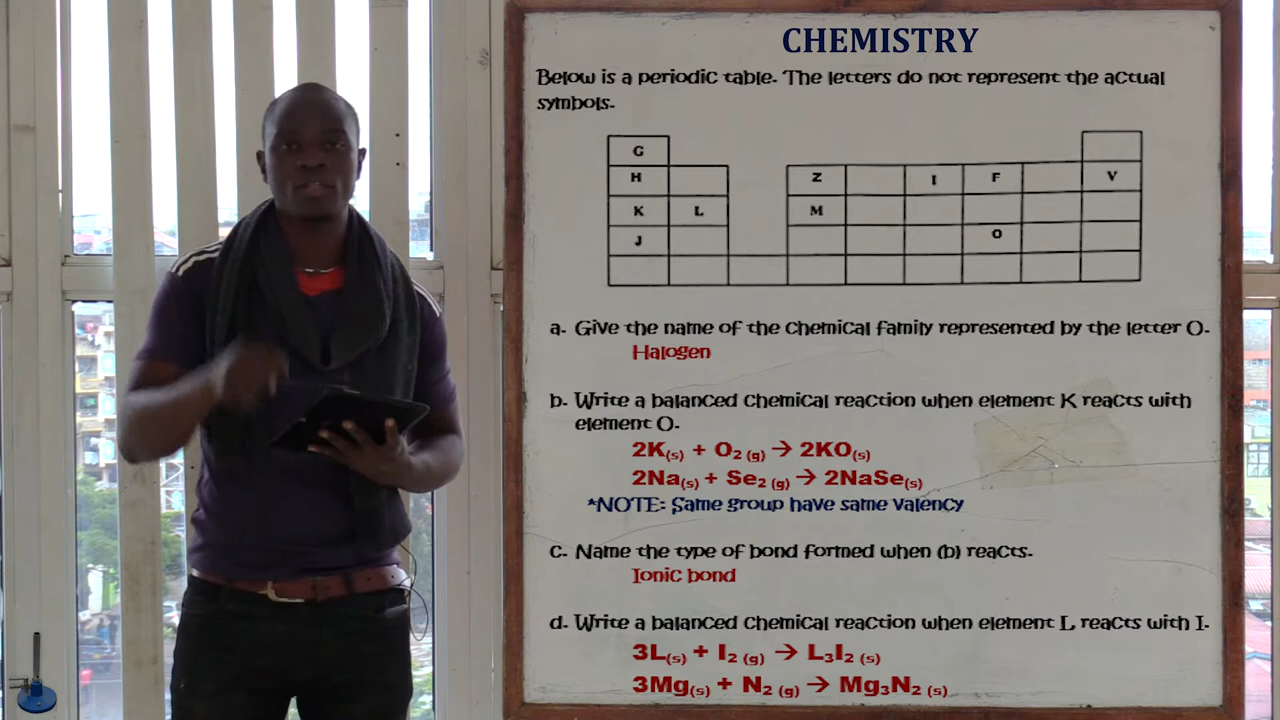 CHEMISTRY
Below is a periodic table. The letters do not represent the actual
symbols.
G
H Z I F V
K L M
J O
a. Give the name of the chemical family represented by the letter O.
Halogen
b. Write a balanced chemical reaction when element K reacts with
element O.
2K(s) + O2 (g) → 2KO(s)
2Na(s) + Se2 (g) → 2NaSe(s)
*NOTE: Same group have same valency
c. Name the type of bond formed when (b) reacts.
Ionic bond
d. Write a balanced chemical reaction when element L reacts with I.
3L(s) + I2 (g) → L3I2 (s)
3Mg(s) + N2 (g) → Mg3N2 (s)